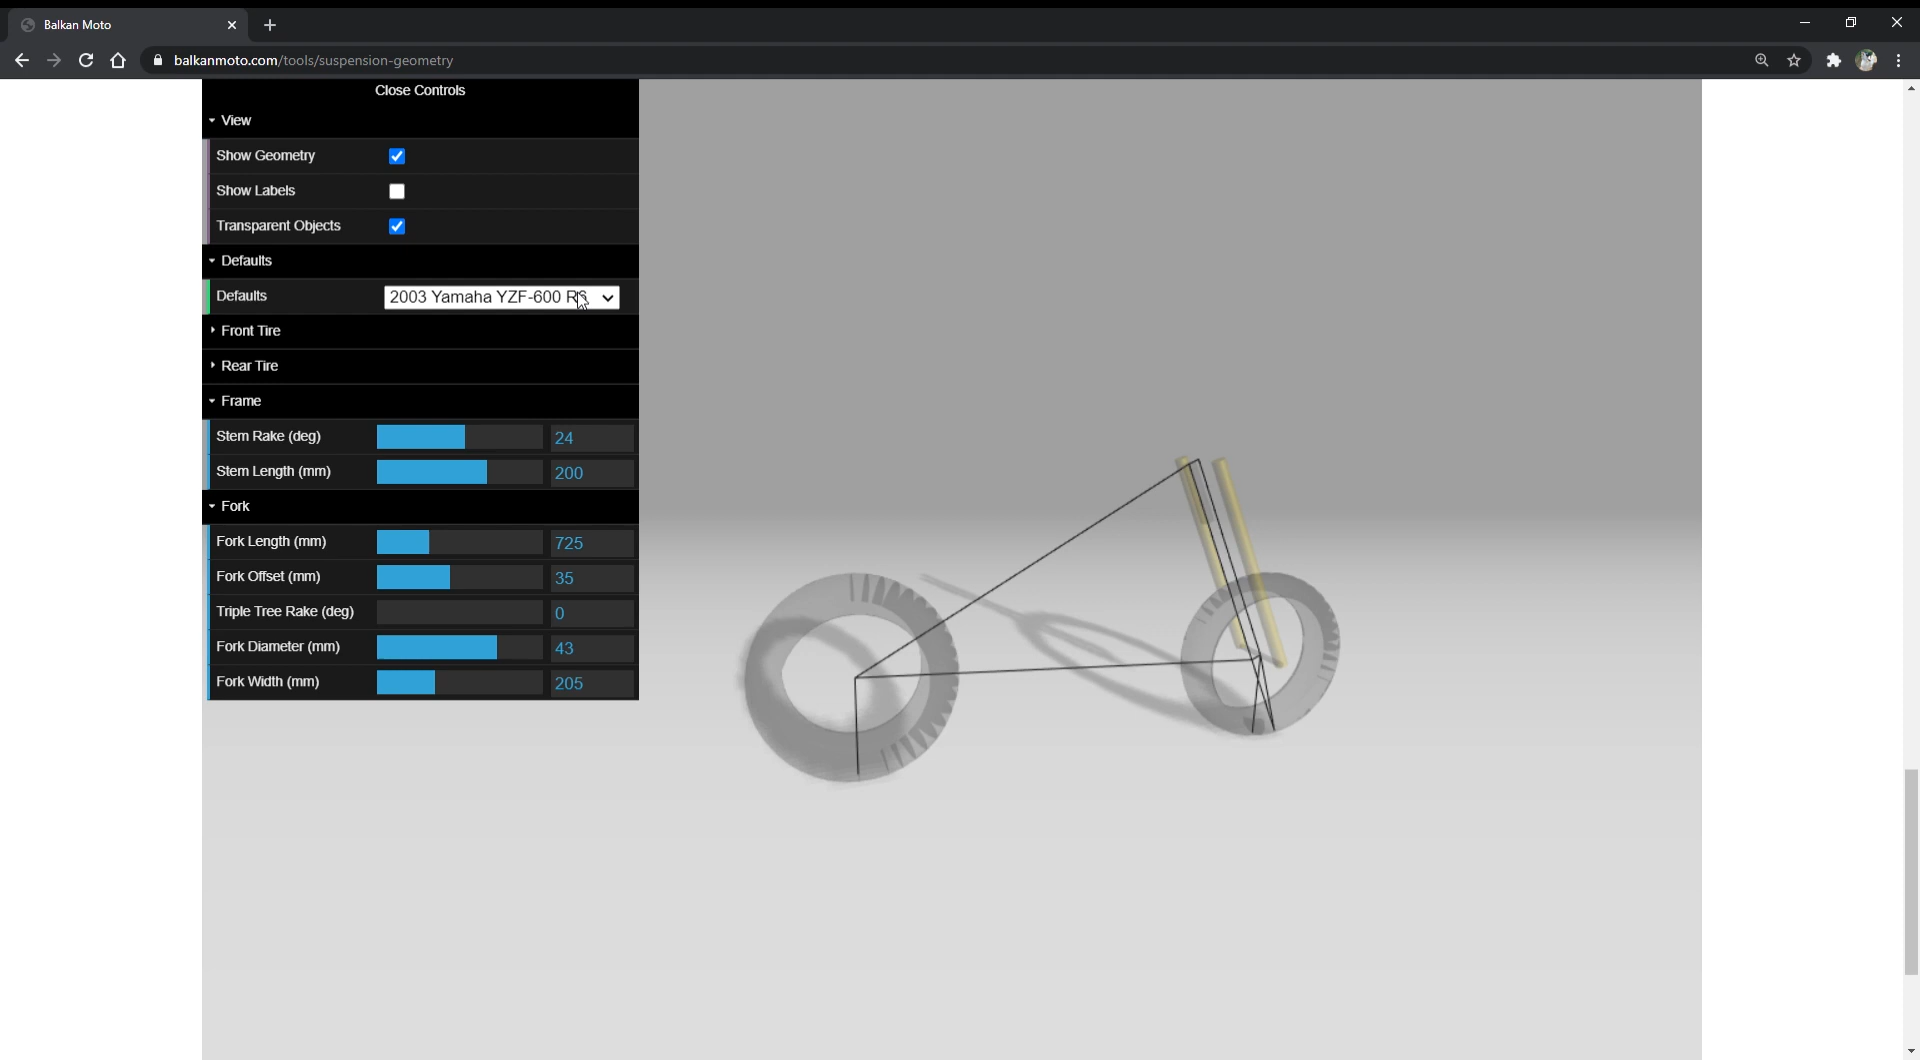 Balkan Moto
balkanmoto.com/tools/suspension-geometry
Close Controls
View
Show Geometry
Show Labels
Transparent Objects
Defaults
Defaults 2003 Yamaha YZF-600 R6
Front Tire
Rear Tire
Frame
Stem Rake (deg) 24
Stem Length (mm) 200
Fork
Fork Length (mm) 725
Fork Offset (mm) 35
Triple Tree Rake (deg) 0
Fork Diameter (mm) 43
Fork Width (mm) 205